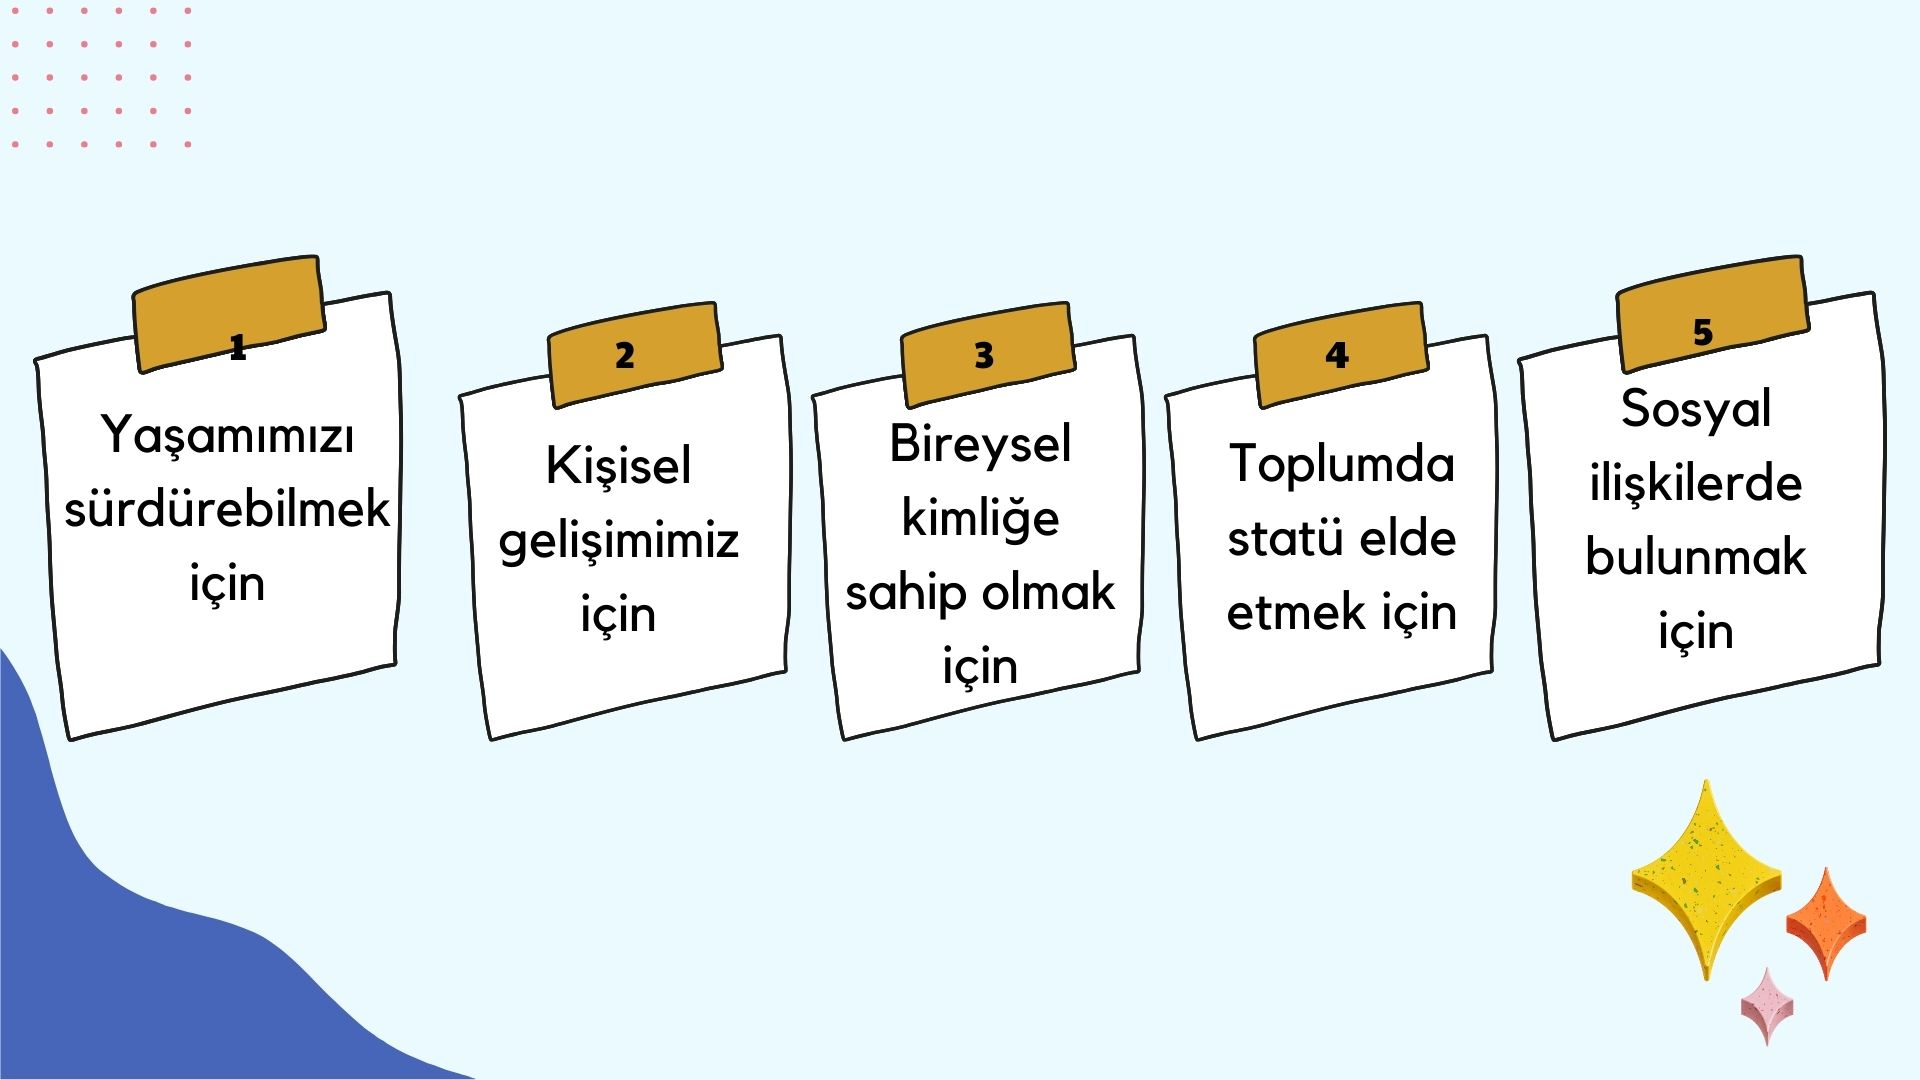 1
Yaşamımızı
sürdürebilmek
için
2
Kişisel
gelişimimiz
için
3
Bireysel
kimliğe
sahip olmak
için
4
Toplumda
statü elde
etmek için
5
Sosyal
ilişkilerde
bulunmak
için